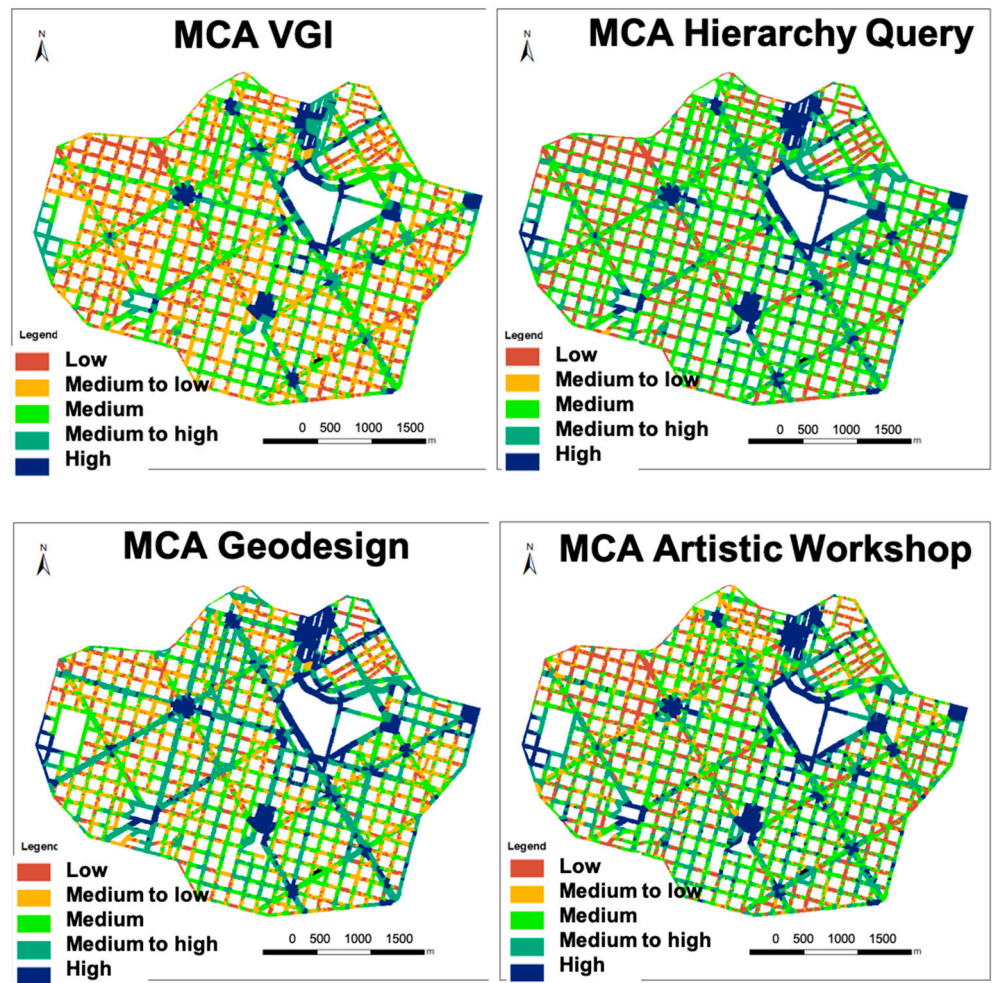 MCA VGI
N
Legend
Low
Medium to low
Medium
Medium to high
High
0 500 1000 1500 m
MCA Hierarchy Query
N
Legend
Low
Medium to low
Medium
Medium to high
High
0 500 1000 1500 m
MCA Geodesign
N
Legend
Low
Medium to low
Medium
Medium to high
High
0 500 1000 1500 m
MCA Artistic Workshop
N
Legend
Low
Medium to low
Medium
Medium to high
High
0 500 1000 1500 m